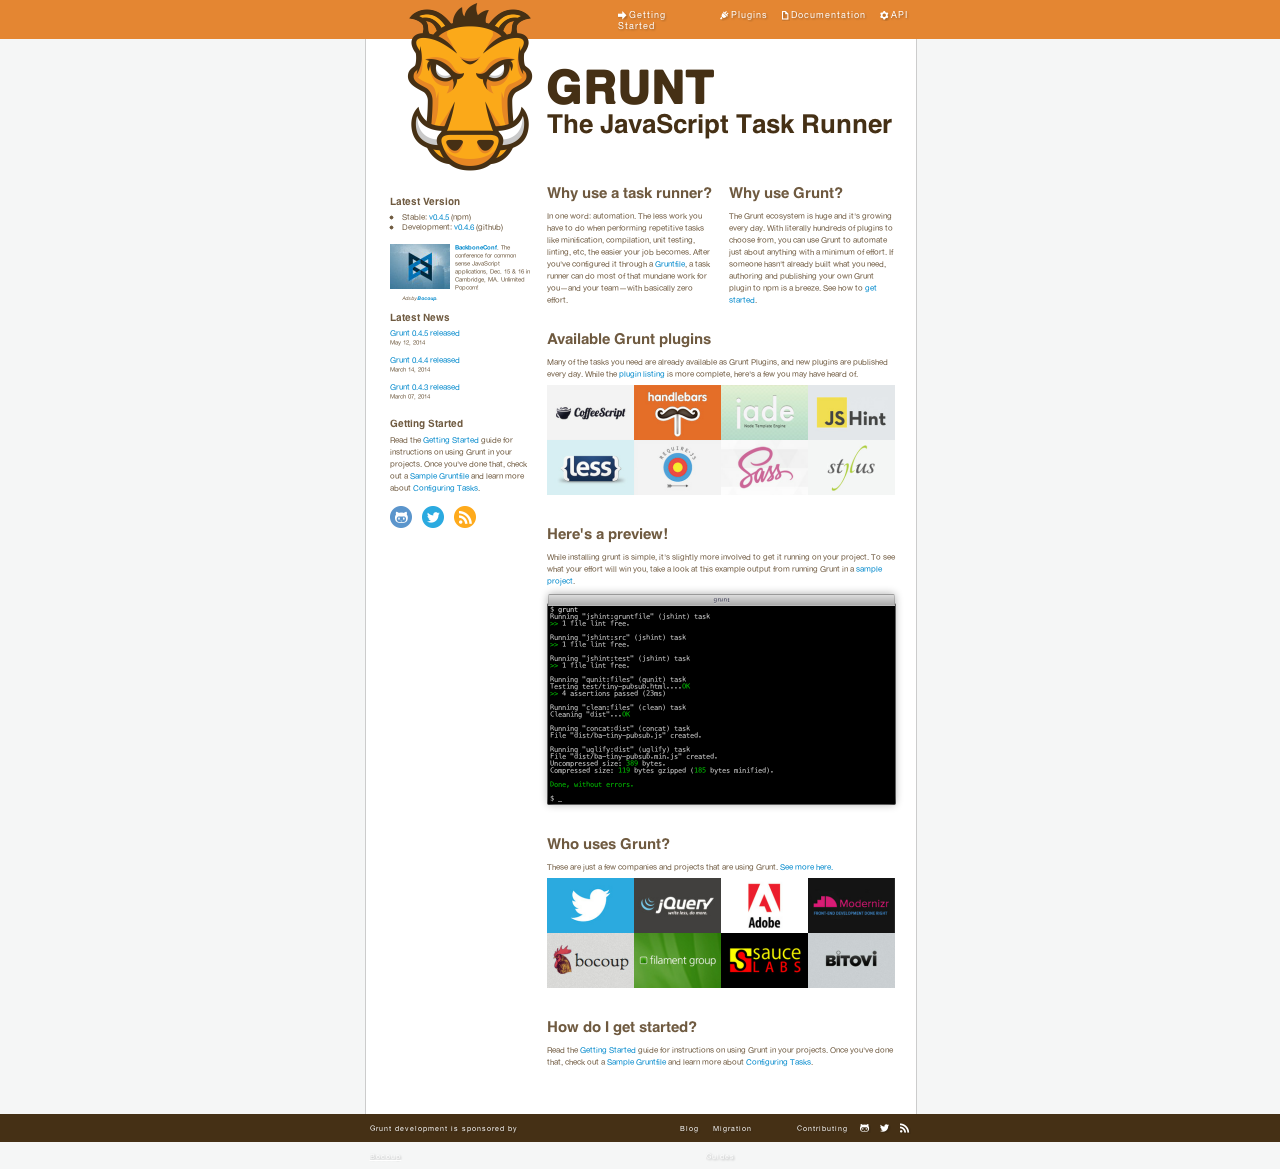 Getting
Started
Plugins
Documentation
API
GRUNT
The JavaScript Task Runner
Latest Version
Stable: v0.4.5 (npm)
Development: v0.4.6 (github)
BackboneConf. The
conference for common
sense JavaScript
applications, Dec. 15 & 16 in
Cambridge, MA. Unlimited
Popcorn!
Ads by Bocoup.
Latest News
Grunt 0.4.5 released
May 12, 2014
Grunt 0.4.4 released
March 14, 2014
Grunt 0.4.3 released
March 07, 2014
Getting Started
Read the Getting Started guide for
instructions on using Grunt in your
projects. Once you've done that, check
out a Sample Gruntfile and learn more
about Configuring Tasks.
Why use a task runner?
In one word: automation. The less work you
have to do when performing repetitive tasks
like minification, compilation, unit testing,
linting, etc, the easier your job becomes. After
you've configured it through a Gruntfile, a task
runner can do most of that mundane work for
you—and your team—with basically zero
effort.
Why use Grunt?
The Grunt ecosystem is huge and it's growing
every day. With literally hundreds of plugins to
choose from, you can use Grunt to automate
just about anything with a minimum of effort. If
someone hasn't already built what you need,
authoring and publishing your own Grunt
plugin to npm is a breeze. See how to get
started.
Available Grunt plugins
Many of the tasks you need are already available as Grunt Plugins, and new plugins are published
every day. While the plugin listing is more complete, here's a few you may have heard of.
CoffeeScript
handlebars
jade
Node Template Engine
JS Hint
{less}
REQUIREJS
Sass
stylus
Here's a preview!
While installing grunt is simple, it's slightly more involved to get it running on your project. To see
what your effort will win you, take a look at this example output from running Grunt in a sample
project.
grunt
$ grunt
Running "jshint:gruntfile" (jshint) task
>> 1 file lint free.
Running "jshint:src" (jshint) task
>> 1 file lint free.
Running "jshint:test" (jshint) task
>> 1 file lint free.
Running "qunit:files" (qunit) task
Testing test/tiny-pubsub.html....OK
>> 4 assertions passed (23ms)
Running "clean:files" (clean) task
Cleaning "dist"...OK
Running "concat:dist" (concat) task
File "dist/ba-tiny-pubsub.js" created.
Running "uglify:dist" (uglify) task
File "dist/ba-tiny-pubsub.min.js" created.
Uncompressed size: 389 bytes.
Compressed size: 119 bytes gzipped (185 bytes minified).
Done, without errors.
$ _
Who uses Grunt?
These are just a few companies and projects that are using Grunt. See more here.
jQuery
write less, do more.
Adobe
Modernizr
FRONT-END DEVELOPMENT DONE RIGHT
bocoup
filament group
SAUCE
LABS
BITOVI
How do I get started?
Read the Getting Started guide for instructions on using Grunt in your projects. Once you've done
that, check out a Sample Gruntfile and learn more about Configuring Tasks.
Grunt development is sponsored by
Blog
Migration
Contributing
Bocoup
Guides